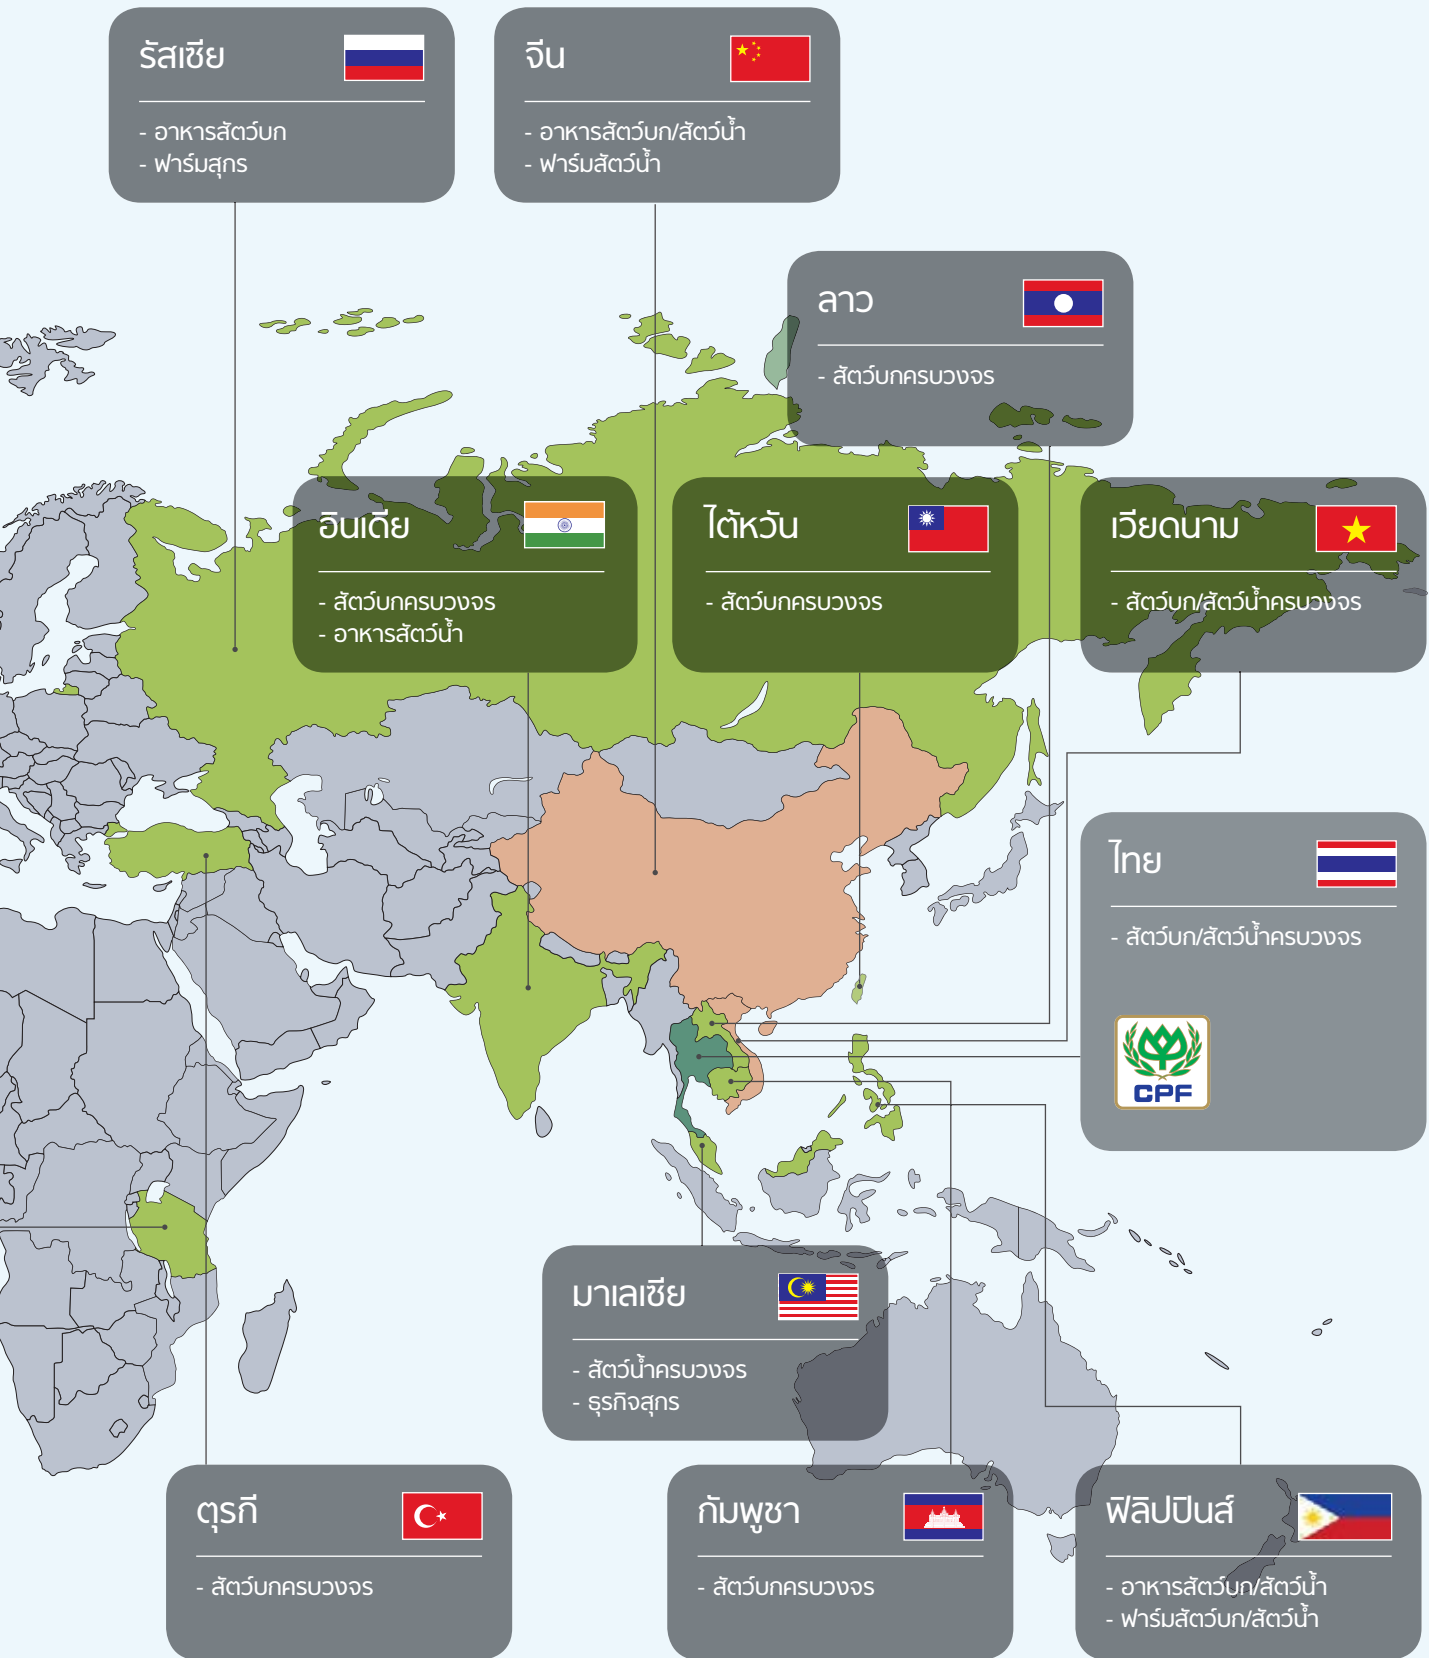 รัสเซีย
- อาหารสัตว์บก
- ฟาร์มสุกร
จีน
- อาหารสัตว์บก/สัตว์น้ำ
- ฟาร์มสัตว์น้ำ
ลาว
- สัตว์บกครบวงจร
อินเดีย
- สัตว์บกครบวงจร
- อาหารสัตว์น้ำ
ไต้หวัน
- สัตว์บกครบวงจร
เวียดนาม
- สัตว์บก/สัตว์น้ำครบวงจร
ไทย
- สัตว์บก/สัตว์น้ำครบวงจร
CPF
มาเลเซีย
- สัตว์น้ำครบวงจร
- ธุรกิจสุกร
ตุรกี
- สัตว์บกครบวงจร
กัมพูชา
- สัตว์บกครบวงจร
ฟิลิปปินส์
- อาหารสัตว์บก/สัตว์น้ำ
- ฟาร์มสัตว์บก/สัตว์น้ำ